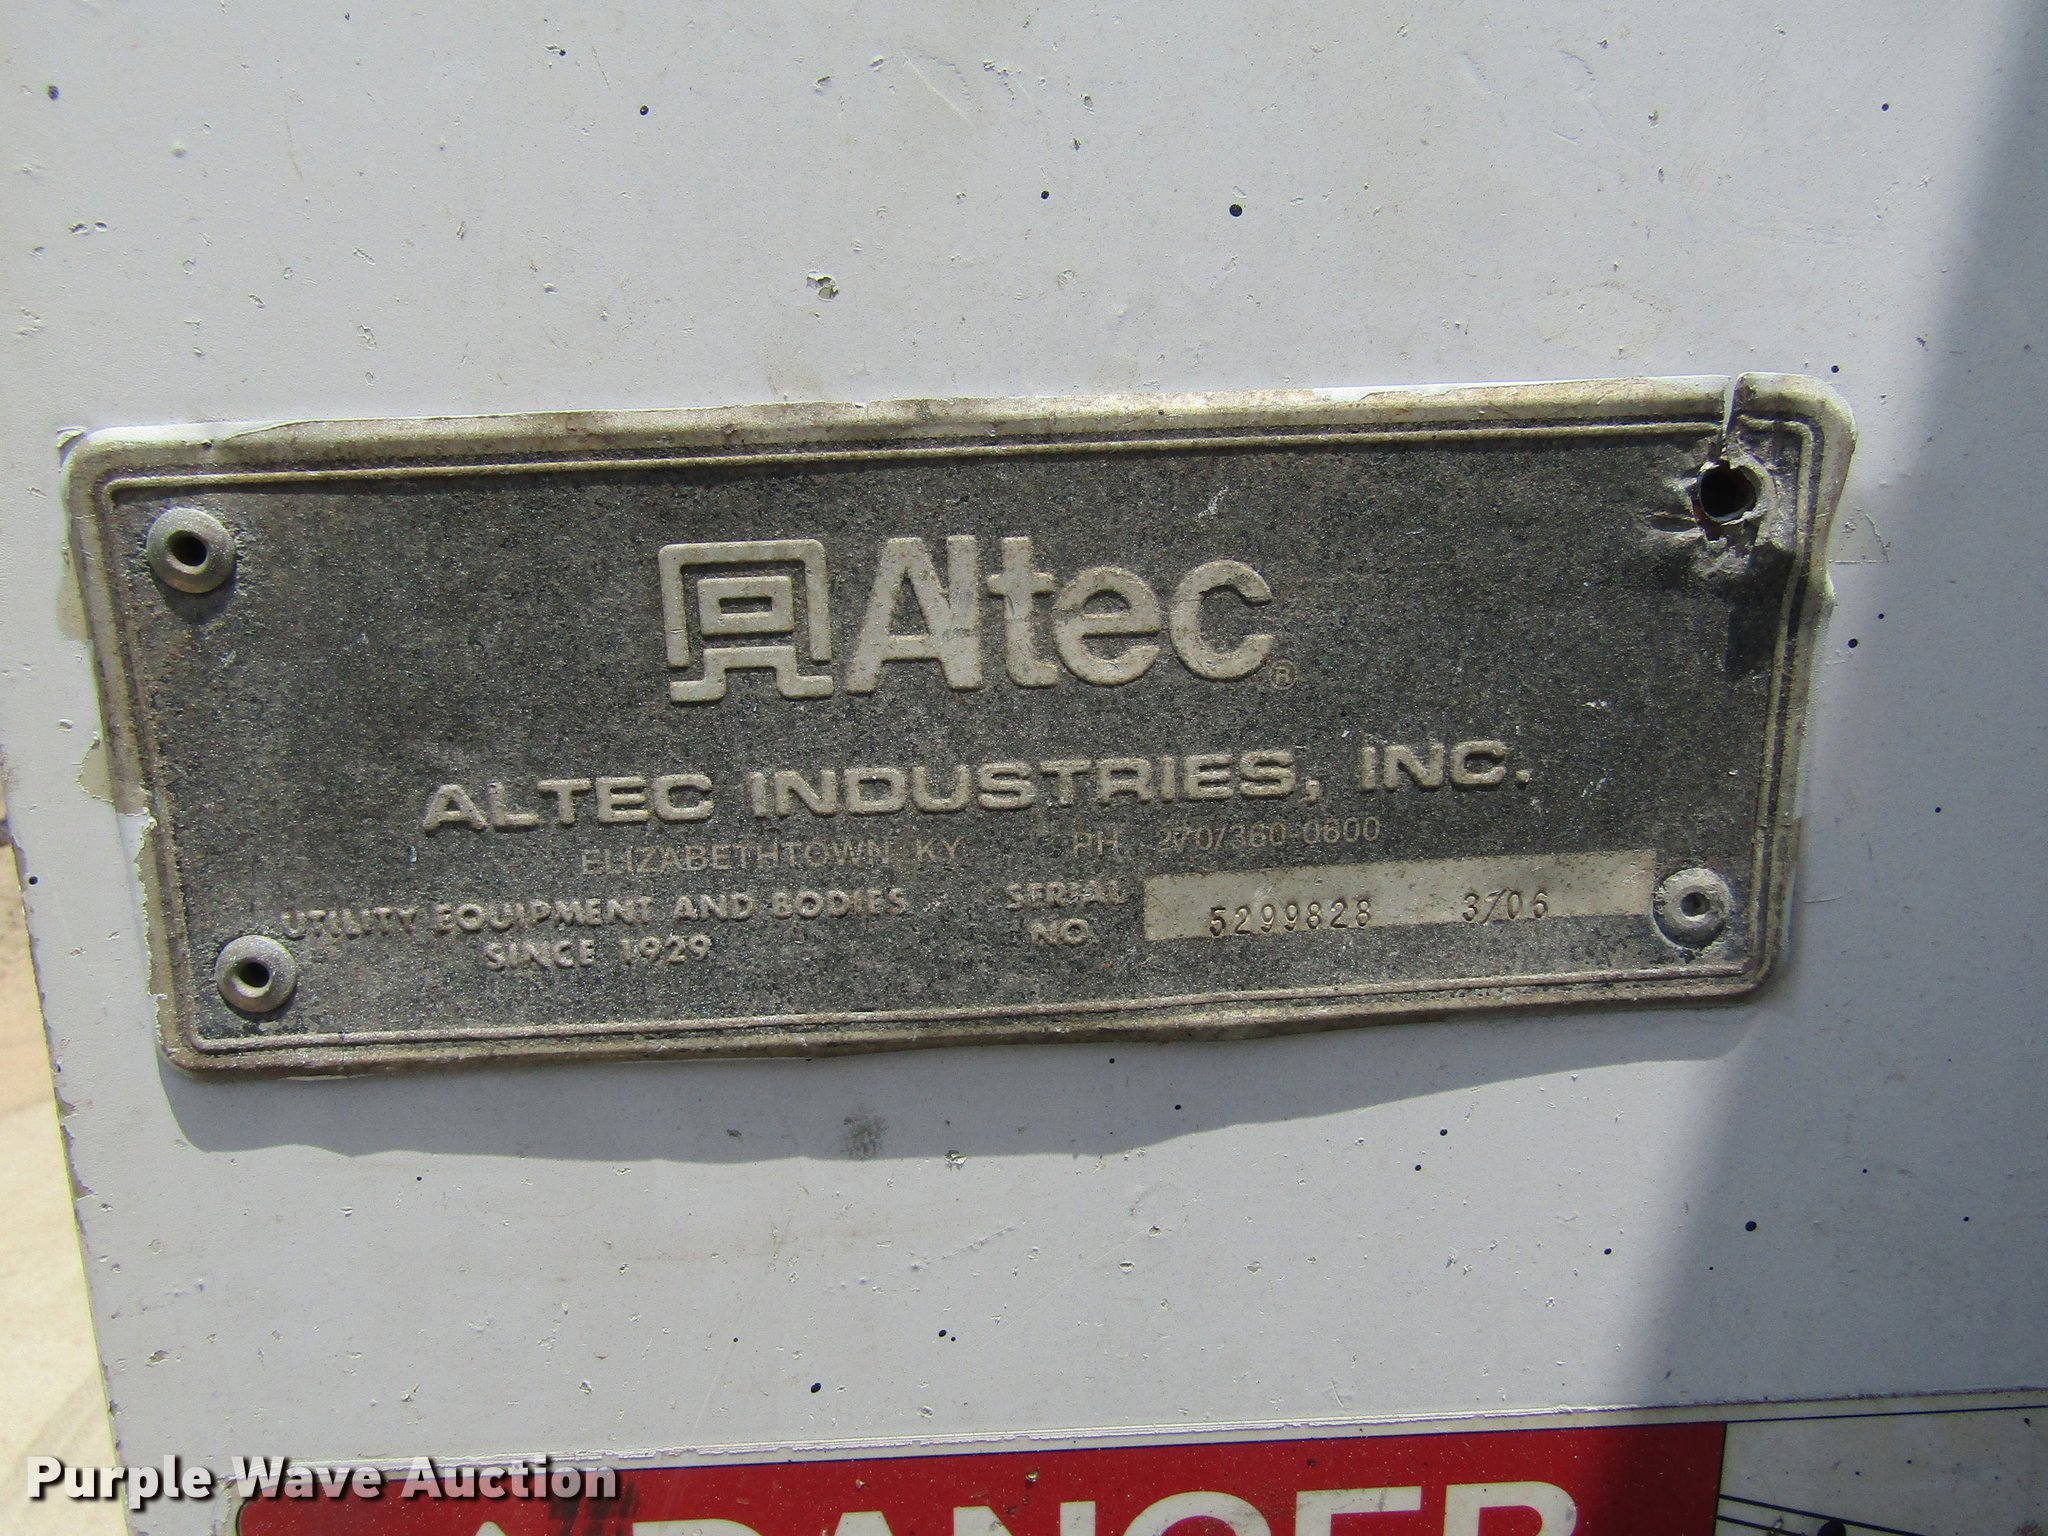 Altec®
ALTEC INDUSTRIES, INC.
ELIZABETHTOWN, KY PH 270/360-0600
UTILITY EQUIPMENT AND BODIES
SINCE 1929
SERIAL
NO.
5299828 3/06
DANGER
Purple Wave Auction